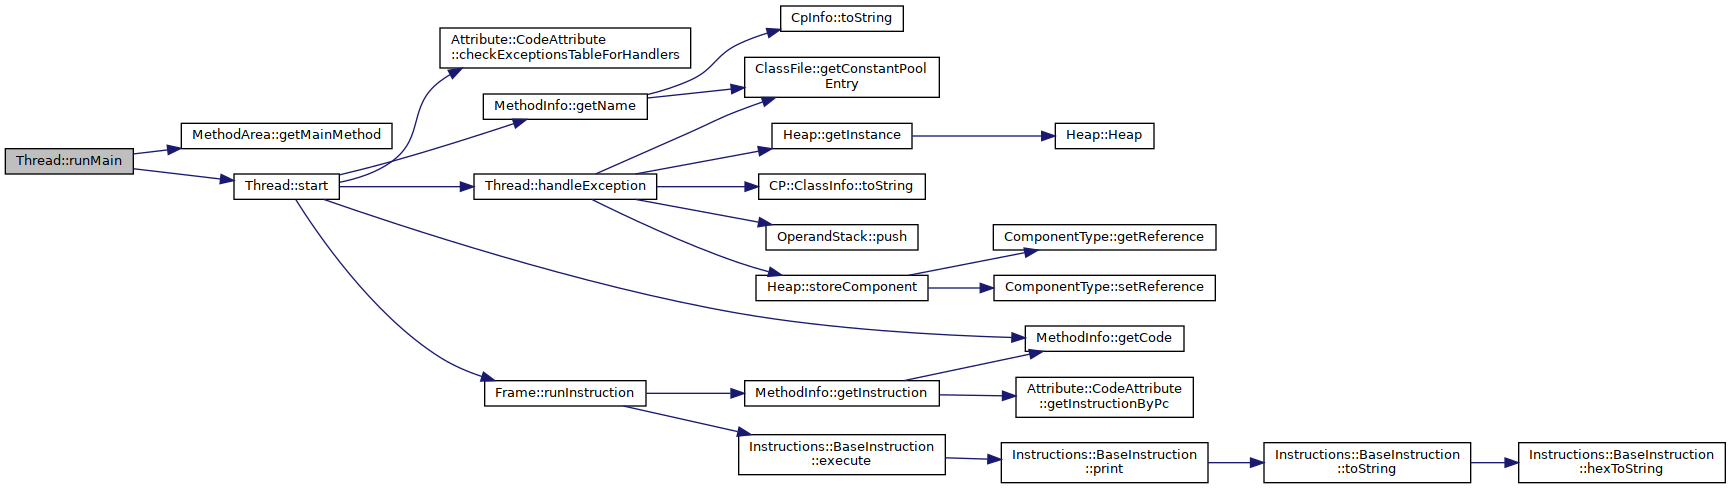 Thread::runMain
MethodArea::getMainMethod
Thread::start
Attribute::CodeAttribute
::checkExceptionsTableForHandlers
MethodInfo::getName
Thread::handleException
Frame::runInstruction
CpInfo::toString
ClassFile::getConstantPool
Entry
Heap::getInstance
CP::ClassInfo::toString
OperandStack::push
Heap::storeComponent
MethodInfo::getInstruction
Instructions::BaseInstruction
::execute
Heap::Heap
ComponentType::getReference
ComponentType::setReference
MethodInfo::getCode
Attribute::CodeAttribute
::getInstructionByPc
Instructions::BaseInstruction
::print
Instructions::BaseInstruction
::toString
Instructions::BaseInstruction
::hexToString